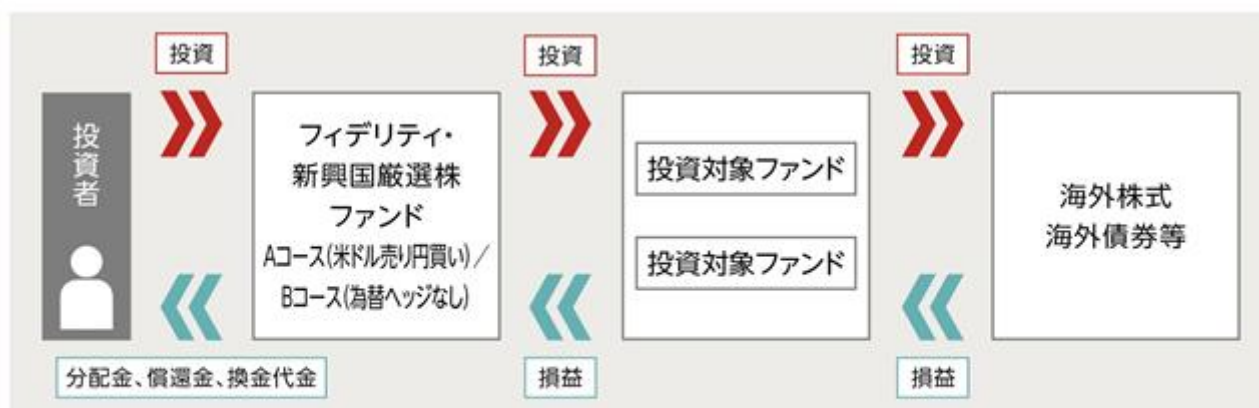 投資
投資
投資
投資者
フィデリティ・
新興国厳選株
ファンド
Aコース(米ドル売り円買い)／
Bコース(為替ヘッジなし)
投資対象ファンド
投資対象ファンド
海外株式
海外債券等
分配金、償還金、換金代金
損益
損益